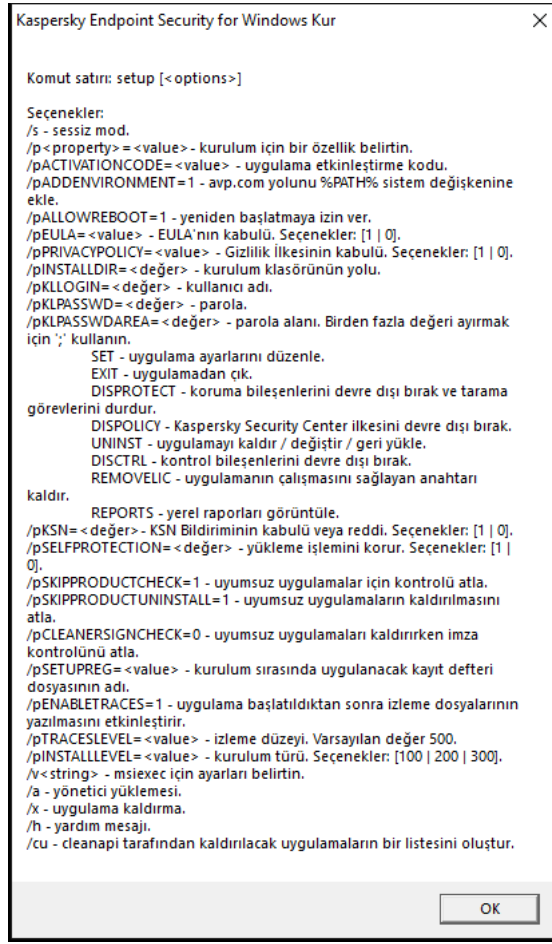 Kaspersky Endpoint Security for Windows Kur
Komut satırı: setup [<options>]
Seçenekler:
/s - sessiz mod.
/p<property>=<value>- kurulum için bir özellik belirtin.
/pACTIVATIONCODE=<value> - uygulama etkinleştirme kodu.
/pADDENVIRONMENT=1 - avp.com yolunu %PATH% sistem değişkenine
ekle.
/pALLOWREBOOT=1 - yeniden başlatmaya izin ver.
/pEULA=<value> - EULA'nın kabulü. Seçenekler: [1 | 0].
/pPRIVACYPOLICY=<value> - Gizlilik İlkesinin kabulü. Seçenekler: [1 | 0].
/pINSTALLDIR=<değer> - kurulum klasörünün yolu.
/pKLLOGIN=<değer> - kullanıcı adı.
/pKLPASSWD=<değer> - parola.
/pKLPASSWDAREA=<değer> - parola alanı. Birden fazla değeri ayırmak
için ';' kullanın.
SET - uygulama ayarlarını düzenle.
EXIT - uygulamadan çık.
DISPROTECT - koruma bileşenlerini devre dışı bırak ve tarama
görevlerini durdur.
DISPOLICY - Kaspersky Security Center ilkesini devre dışı bırak.
UNINST - uygulamayı kaldır / değiştir / geri yükle.
DISCTRL - kontrol bileşenlerini devre dışı bırak.
REMOVELIC - uygulamanın çalışmasını sağlayan anahtarı
kaldır.
REPORTS - yerel raporları görüntüle.
/pKSN=<değer>- KSN Bildiriminin kabulü veya reddi. Seçenekler: [1 | 0].
/pSELFPROTECTION=<değer> - yükleme işlemini korur. Seçenekler: [1 |
0].
/pSKIPPRODUCTCHECK=1 - uyumsuz uygulamalar için kontrolü atla.
/pSKIPPRODUCTUNINSTALL=1 - uyumsuz uygulamaların kaldırılmasını
atla.
/pCLEANERSIGNCHECK=0 - uyumsuz uygulamaları kaldırırken imza
kontrolünü atla.
/pSETUPREG=<value> - kurulum sırasında uygulanacak kayıt defteri
dosyasının adı.
/pENABLETRACES=1 - uygulama başlatıldıktan sonra izleme dosyalarının
yazılmasını etkinleştirir.
/pTRACESLEVEL=<value> - izleme düzeyi. Varsayılan değer 500.
/pINSTALLLEVEL=<value> - kurulum türü. Seçenekler: [100 | 200 | 300].
/v<string> - msiexec için ayarları belirtin.
/a - yönetici yüklemesi.
/x - uygulama kaldırma.
/h - yardım mesajı.
/cu - cleanapi tarafından kaldırılacak uygulamaların bir listesini oluştur.
OK